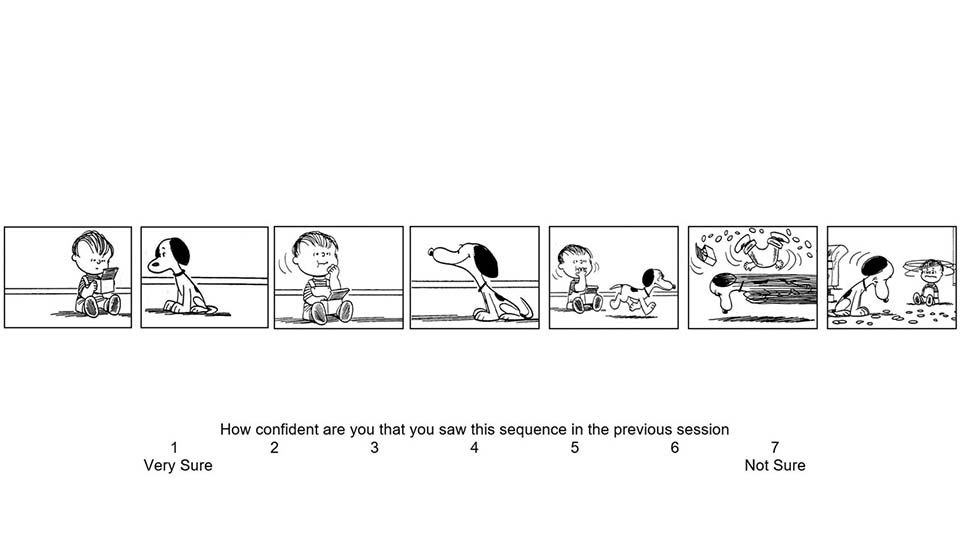 How confident are you that you saw this sequence in the previous session
1 2 3 4 5 6 7
Very Sure Not Sure